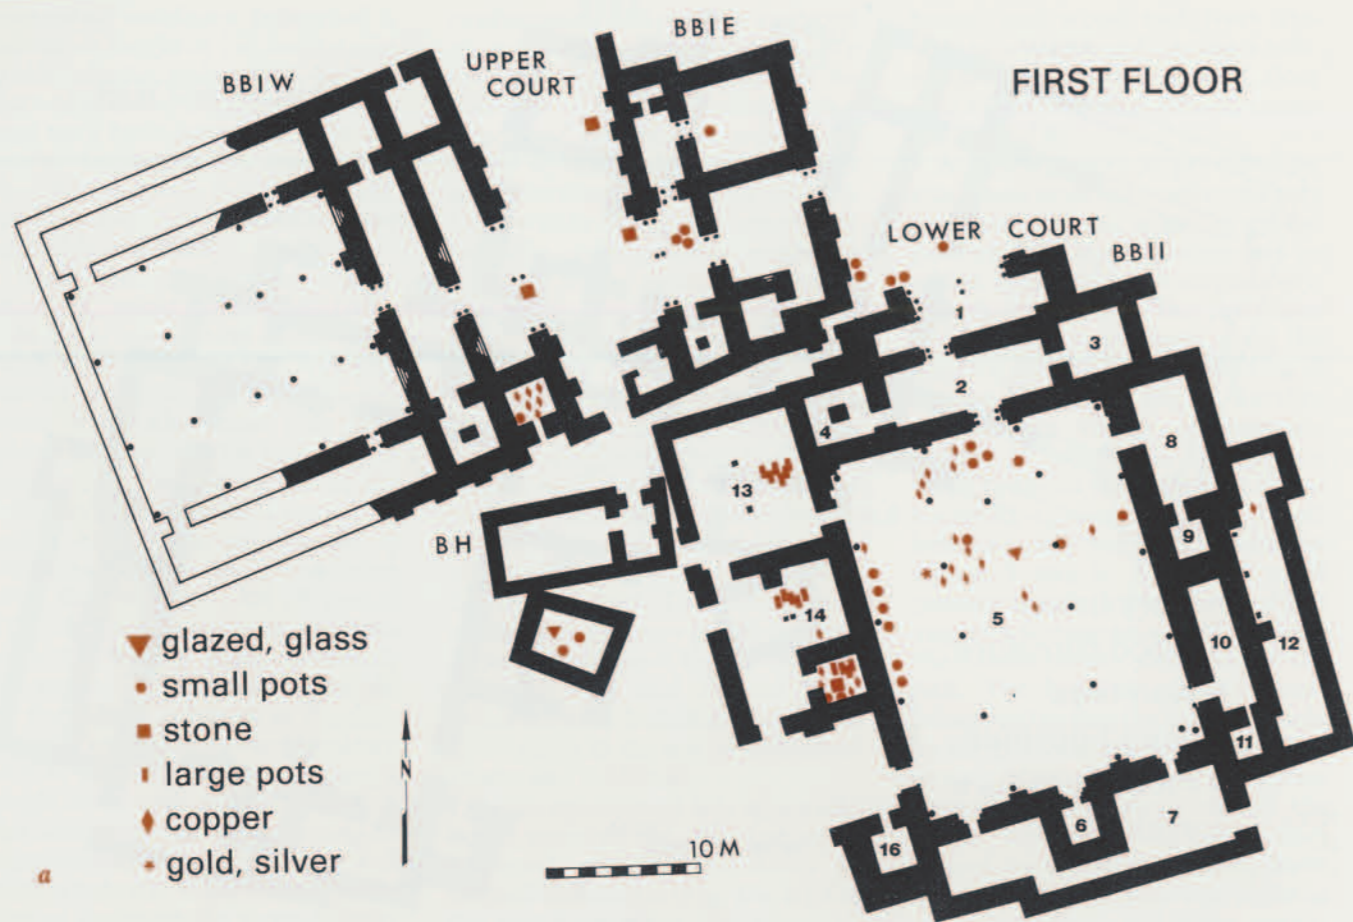 BBIE
UPPER
COURT
FIRST FLOOR
BBIW
LOWER COURT
BBII
1
3
2
4
8
13
9
5
14
10
12
BH
11
6
7
16
glazed, glass
small pots
stone
large pots
copper
gold, silver
N
10 M
a